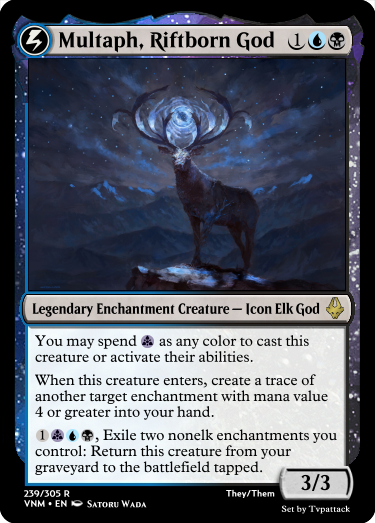 Multaph, Riftborn God 1
Legendary Enchantment Creature — Icon Elk God
You may spend as any color to cast this
creature or activate their abilities.
When this creature enters, create a trace of
another target enchantment with mana value
4 or greater into your hand.
1 , Exile two nonelk enchantments you
control: Return this creature from your
graveyard to the battlefield tapped.
3/3
239/305 R They/Them
VNM • EN SATORU WADA Set by Tvpattack